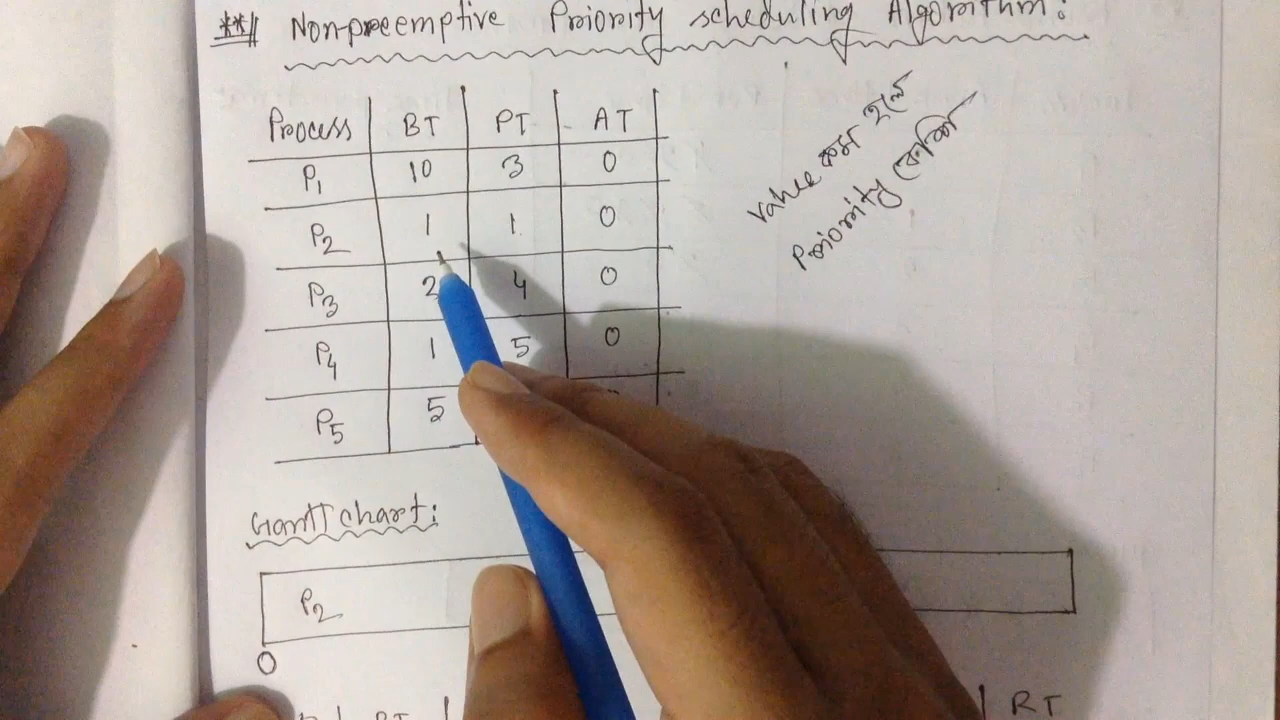 **// Non-preemptive Priority scheduling Algorithm:
Process BT PT AT
P1 10 3 0
P2 1 1 0
P3 2 4 0
P4 1 5 0
P5 5
value কম হলে
Priority বেশি
Gantt chart:
P2
0
RT